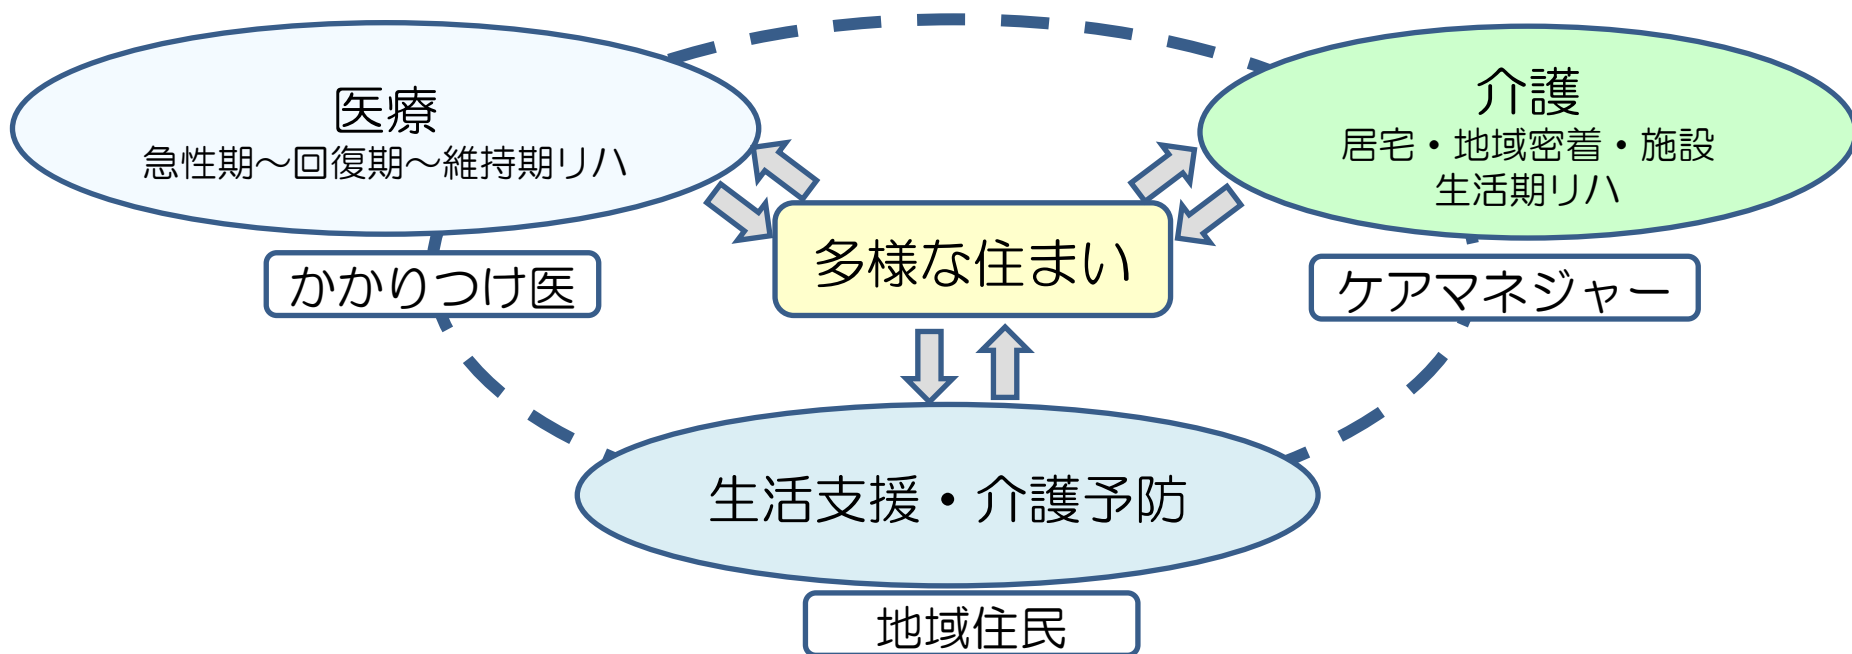 医療
急性期～回復期～維持期リハ
介護
居宅・地域密着・施設
生活期リハ
多様な住まい
かかりつけ医
ケアマネジャー
生活支援・介護予防
地域住民